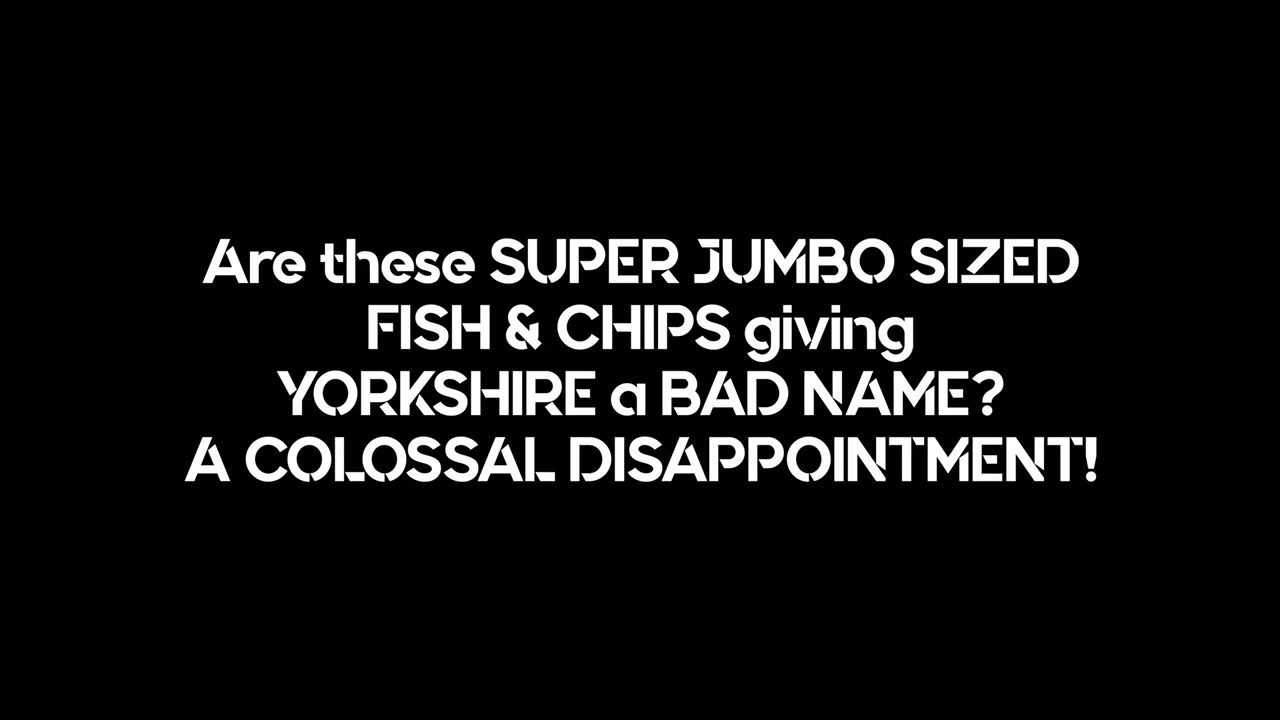 Are these SUPER JUMBO SIZED
FISH & CHIPS giving
YORKSHIRE a BAD NAME?
A COLOSSAL DISAPPOINTMENT!